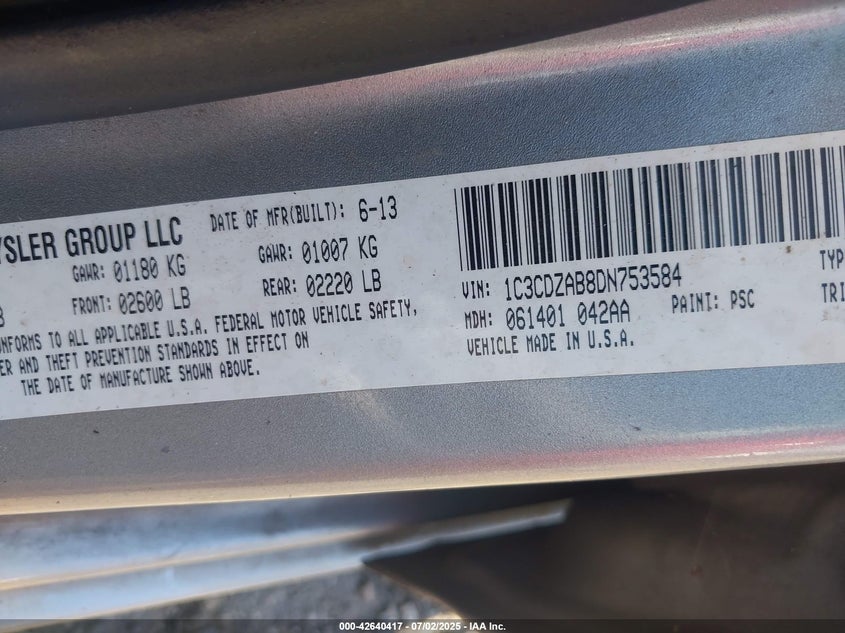 YSLER GROUP LLC
DATE OF MFR(BUILT): 6-13
GAWR: 01180 KG
GAWR: 01007 KG
FRONT: 02600 LB
REAR: 02220 LB
B
ONFORMS TO ALL APPLICABLE U.S.A. FEDERAL MOTOR VEHICLE SAFETY,
ER AND THEFT PREVENTION STANDARDS IN EFFECT ON
THE DATE OF MANUFACTURE SHOWN ABOVE.
VIN: 1C3CDZAB8DN753584
TYP
MDH: 061401 042AA
PAINT: PSC
TRI
VEHICLE MADE IN U.S.A.
000-42640417 - 07/02/2025 - IAA Inc.